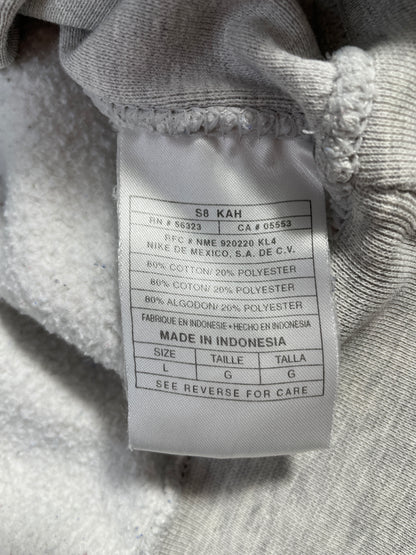 S8 KAH
RN # 56323 CA # 05553
RFC # NME 920220 KL4
NIKE DE MEXICO, S.A. DE C.V.
80% COTTON/ 20% POLYESTER
80% COTON/ 20% POLYESTER
80% ALGODON/ 20% POLYESTER
FABRIQUE EN INDONESIE • HECHO EN INDONESIA
MADE IN INDONESIA
SIZE TAILLE TALLA
L G G
SEE REVERSE FOR CARE